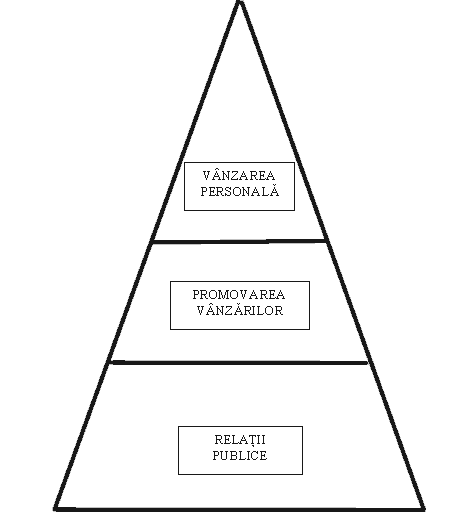 VÂNZAREA
PERSONALĂ
PROMOVAREA
VÂNZĂRILOR
RELAŢII
PUBLICE